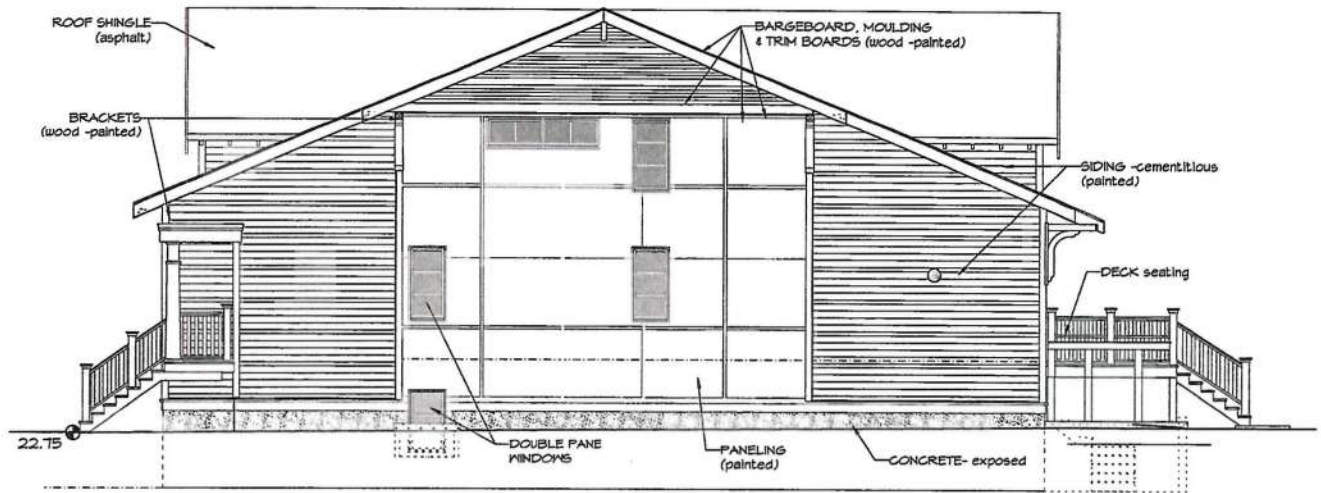 ROOF SHINGLE
(asphalt)
BARGEBOARD, MOULDING
& TRIM BOARDS (wood -painted)
BRACKETS
(wood -painted)
SIDING -cementitious
(painted)
DECK seating
22.75
DOUBLE PANE
WINDOWS
PANELING
(painted)
CONCRETE- exposed